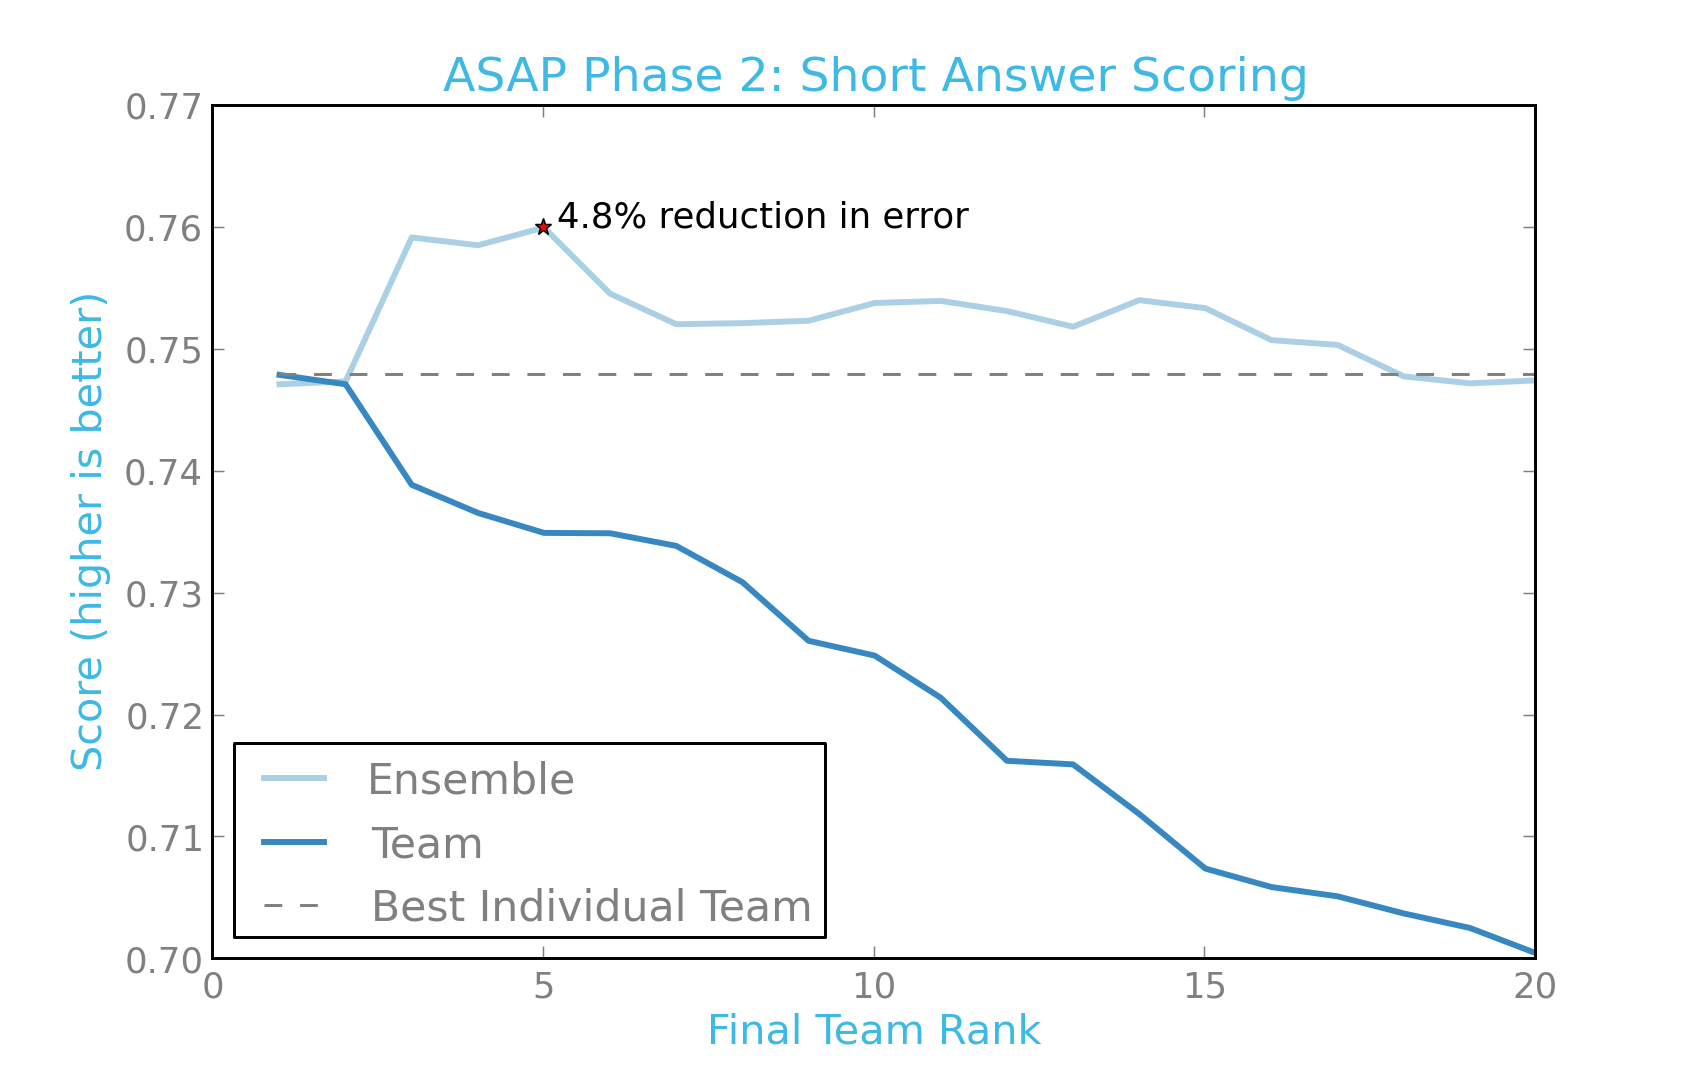 ASAP Phase 2: Short Answer Scoring
0.77
0.76
0.75
0.74
0.73
0.72
0.71
0.70
Score (higher is better)
4.8% reduction in error
Ensemble
Team
Best Individual Team
0 5 10 15 20
Final Team Rank